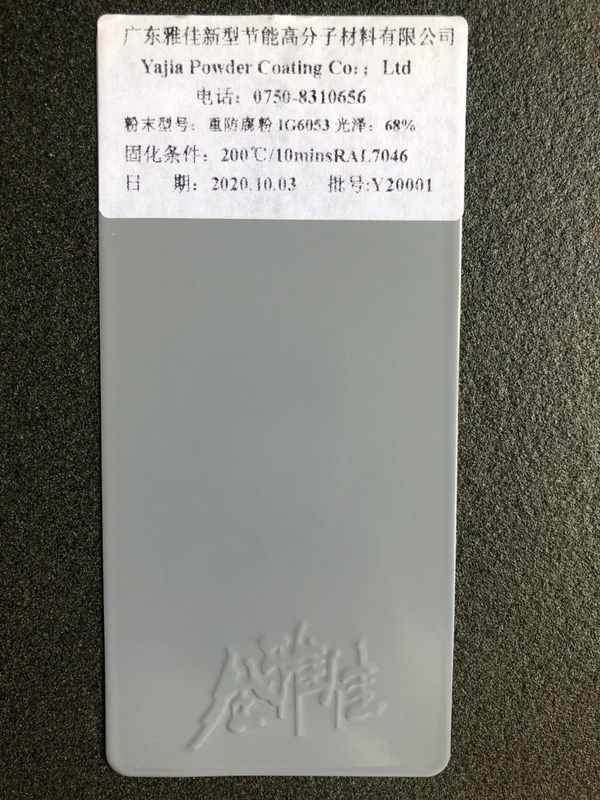 广东雅佳新型节能高分子材料有限公司
Yajia Powder Coating Co:; Ltd
电话：0750-8310656
粉末型号：重防腐粉 IG6053 光泽：68%
固化条件：200℃/10minsRAL7046
日 期：2020.10.03 批号:Y20001
雅佳